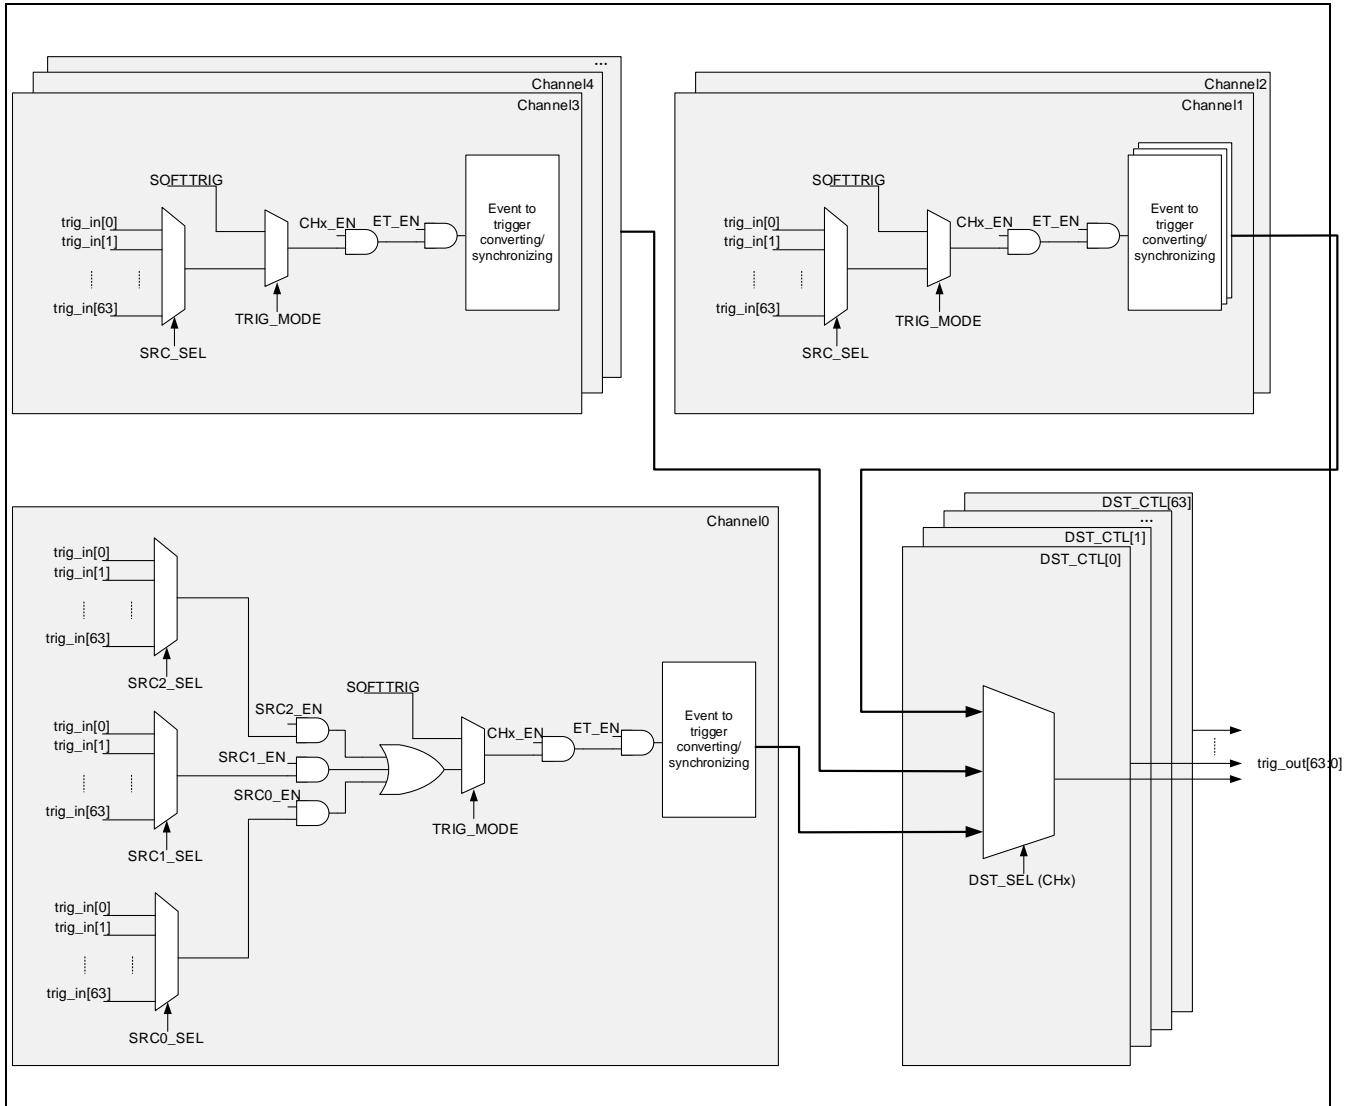 ...
Channel4
Channel3
SOFTTRIG
trig_in[0]
trig_in[1]
trig_in[63]
SRC_SEL
TRIG_MODE
CHx_EN
ET_EN
Event to
trigger
converting/
synchronizing
Channel2
Channel1
SOFTTRIG
trig_in[0]
trig_in[1]
trig_in[63]
SRC_SEL
TRIG_MODE
CHx_EN
ET_EN
Event to
trigger
converting/
synchronizing
Channel0
trig_in[0]
trig_in[1]
trig_in[63]
SRC2_SEL
trig_in[0]
trig_in[1]
trig_in[63]
SRC1_SEL
trig_in[0]
trig_in[1]
trig_in[63]
SRC0_SEL
SRC2_EN
SRC1_EN
SRC0_EN
SOFTTRIG
TRIG_MODE
CHx_EN
ET_EN
Event to
trigger
converting/
synchronizing
DST_CTL[63]
...
DST_CTL[1]
DST_CTL[0]
DST_SEL (CHx)
trig_out[63:0]